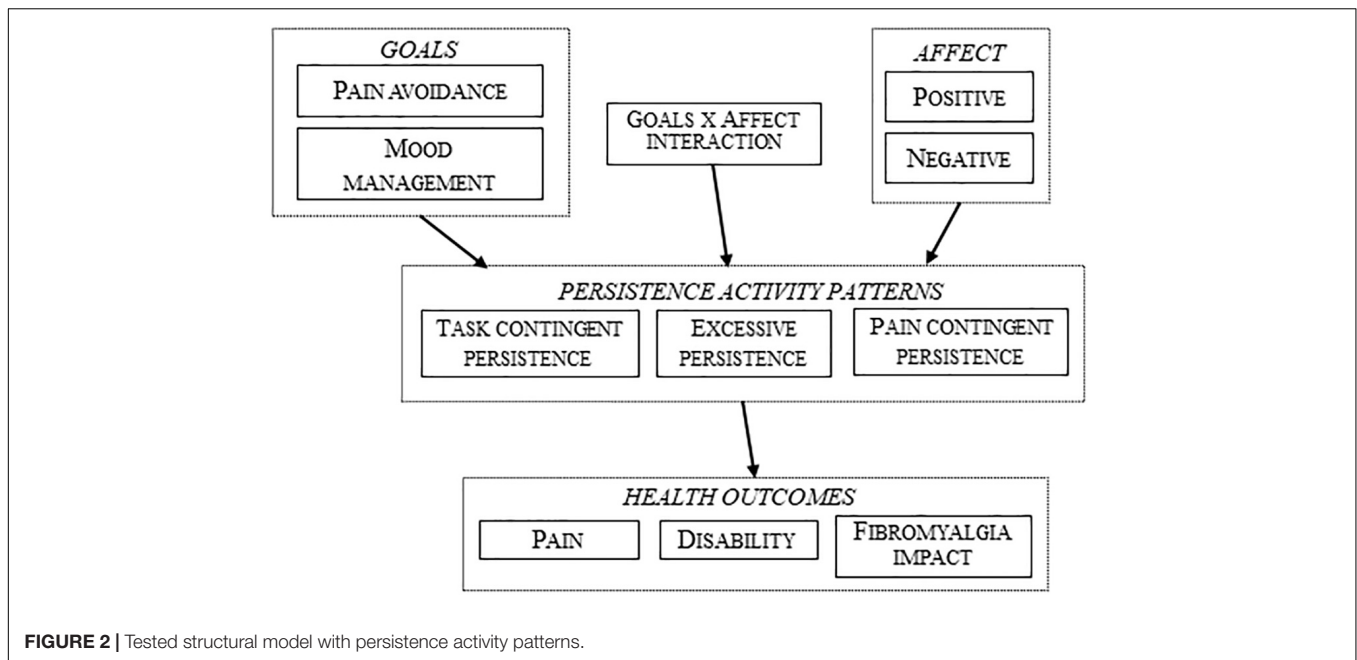 GOALS
PAIN AVOIDANCE
MOOD
MANAGEMENT
GOALS X AFFECT
INTERACTION
AFFECT
POSITIVE
NEGATIVE
PERSISTENCE ACTIVITY PATTERNS
TASK CONTINGENT
PERSISTENCE
EXCESSIVE
PERSISTENCE
PAIN CONTINGENT
PERSISTENCE
HEALTH OUTCOMES
PAIN
DISABILITY
FIBROMYALGIA
IMPACT
FIGURE 2 | Tested structural model with persistence activity patterns.